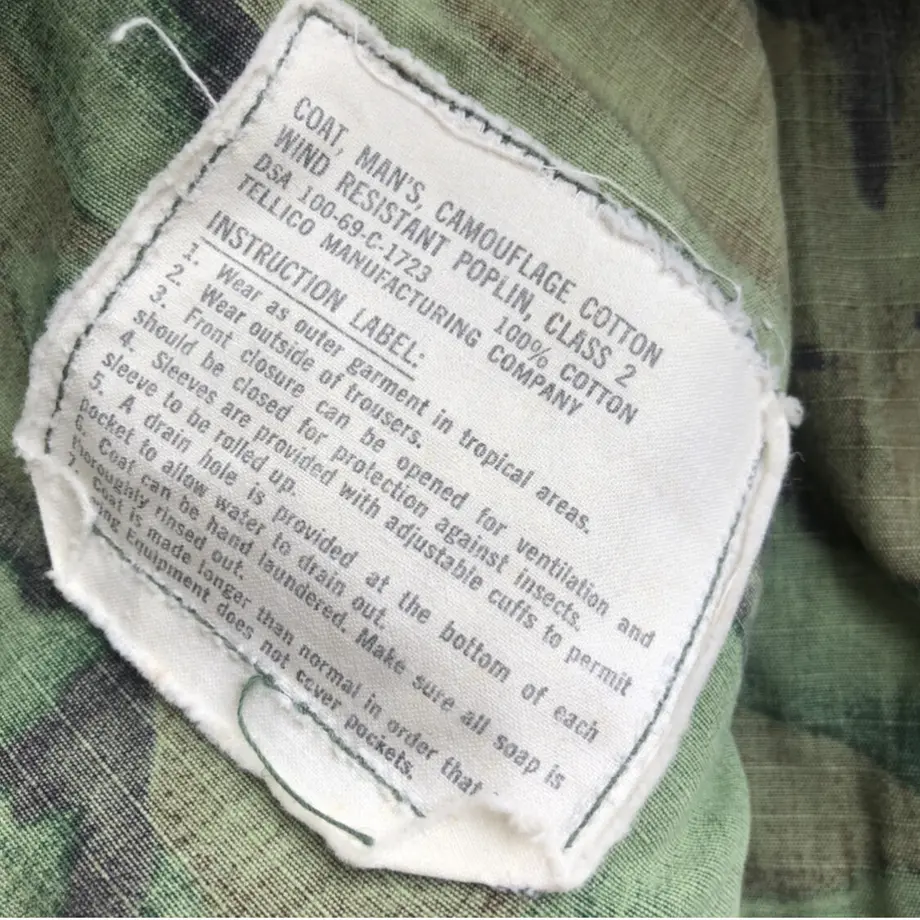 COAT, MAN'S, CAMOUFLAGE COTTON
WIND RESISTANT POPLIN, CLASS 2
100% COTTON
DSA 100-69-C-1723
TELLICO MANUFACTURING COMPANY
INSTRUCTION LABEL:
1. Wear as outer garment in tropical areas.
2. Wear outside of trousers.
3. Front closure can be opened for ventilation and
should be closed for protection against insects.
4. Sleeves are provided with adjustable cuffs to permit
sleeve to be rolled up.
5. A drain hole is provided at the bottom of each
pocket to allow water to drain out.
6. Coat can be hand laundered. Make sure all soap is
thoroughly rinsed out.
Coat is made longer than normal in order that
Equipment does not cover pockets.